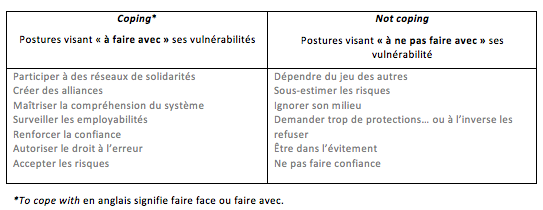 Coping*
Postures visant « à faire avec » ses vulnérabilités
Not coping
Postures visant « à ne pas faire avec » ses
vulnérabilité
Participer à des réseaux de solidarités
Créer des alliances
Maîtriser la compréhension du système
Surveiller les employabilités
Renforcer la confiance
Autoriser le droit à l'erreur
Accepter les risques
Dépendre du jeu des autres
Sous-estimer les risques
Ignorer son milieu
Demander trop de protections… ou à l'inverse les
refuser
Être dans l'évitement
Ne pas faire confiance
*To cope with en anglais signifie faire face ou faire avec.